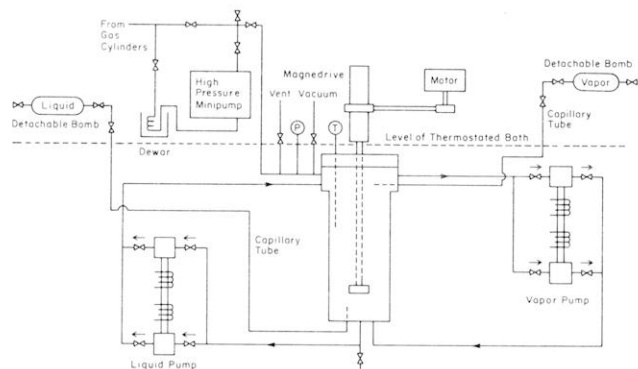 From
Gas
Cylinders
High
Pressure
Minipump
Magnedrive
Vent
Vacuum
Motor
Detachable Bomb
Vapor
Capillary
Tube
Liquid
Detachable Bomb
P
T
Dewar
Level of Thermostated Bath
Capillary
Tube
Vapor Pump
Liquid Pump